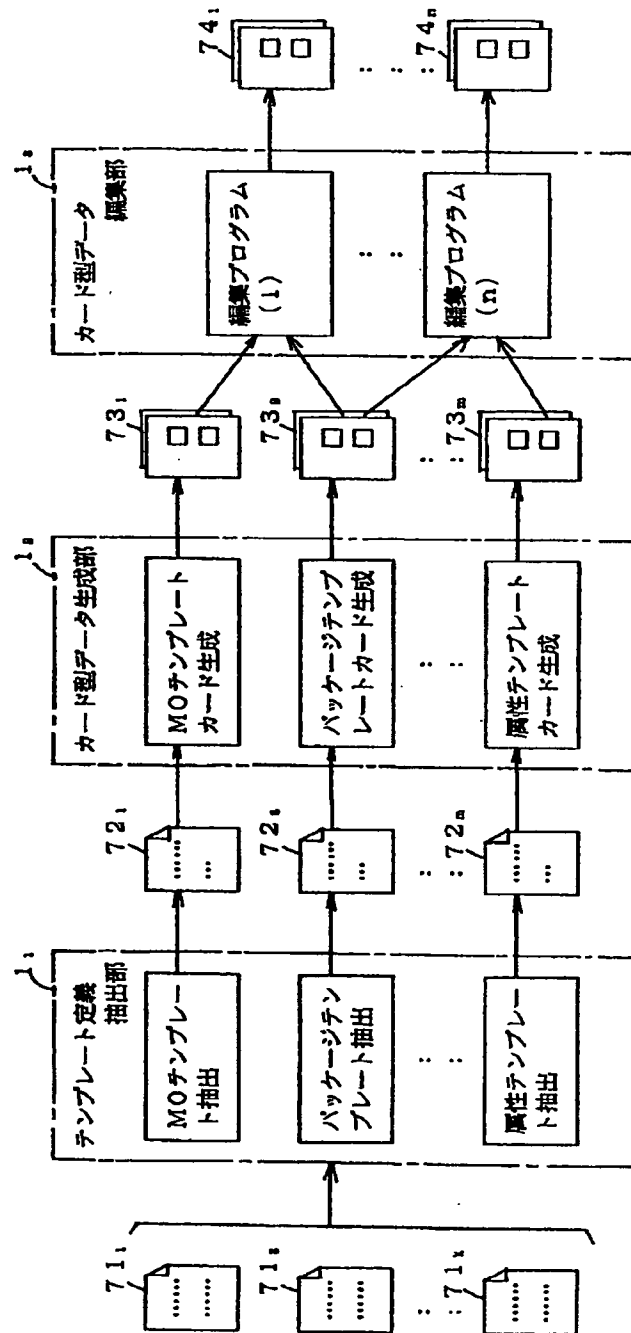 71₁
71₂
: :
71ₖ
1₁
テンプレート定義
抽出部
MOテンプレー
ト抽出
パッケージテン
プレート抽出
: :
属性テンプレー
ト抽出
72₁
72₂
: :
72ₘ
1₂
カード型データ生成部
MOテンプレート
カード生成
パッケージテンプ
レートカード生成
: :
属性テンプレート
カード生成
73₁
73₂
: :
73ₘ
1₃
カード型データ
編集部
編集プログラム
(1)
: :
編集プログラム
(n)
74₁
: : :
74ₙ